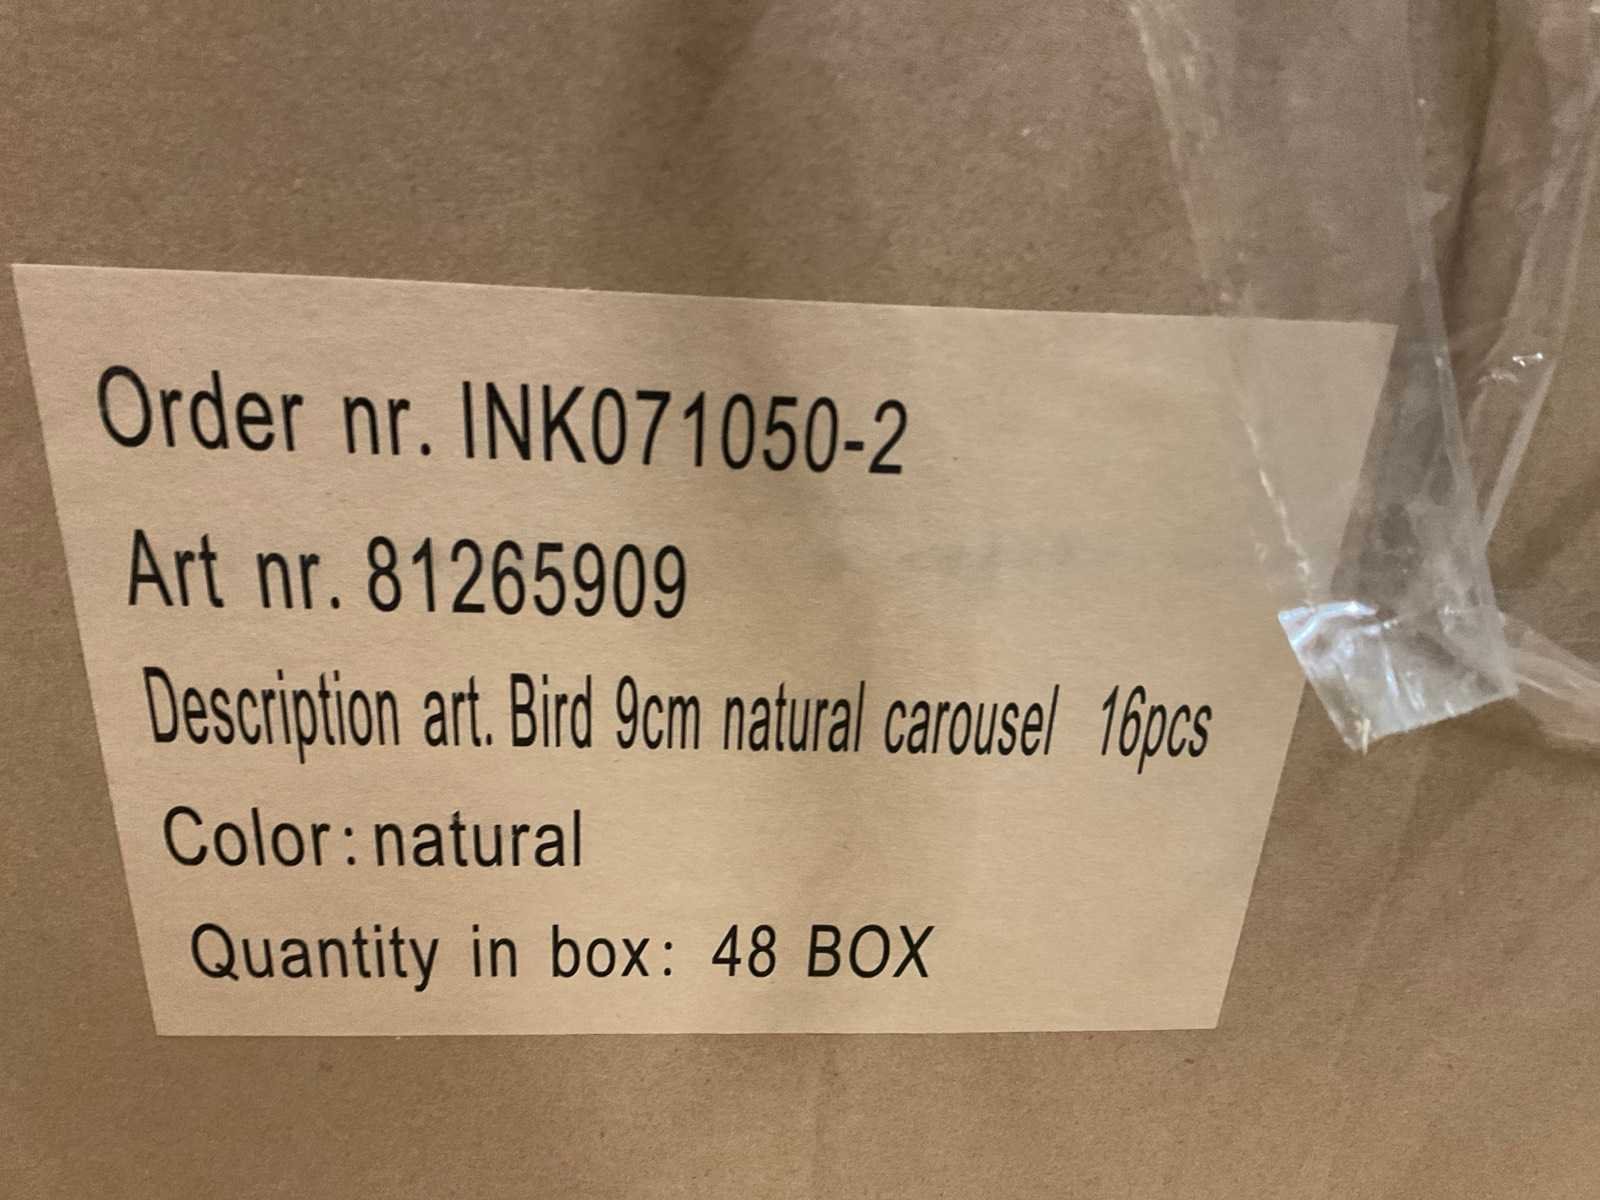 Order nr. INK071050-2
Art nr. 81265909
Description art. Bird 9cm natural carousel 16pcs
Color: natural
Quantity in box: 48 BOX